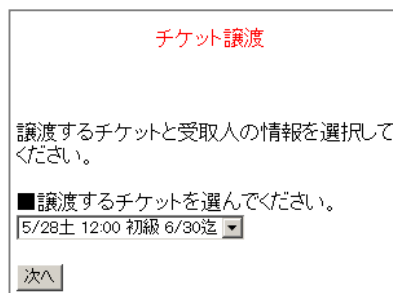 チケット譲渡
譲渡するチケットと受取人の情報を選択して
ください。
■譲渡するチケットを選んでください。
5/28土 12:00 初級 6/30迄
次へ